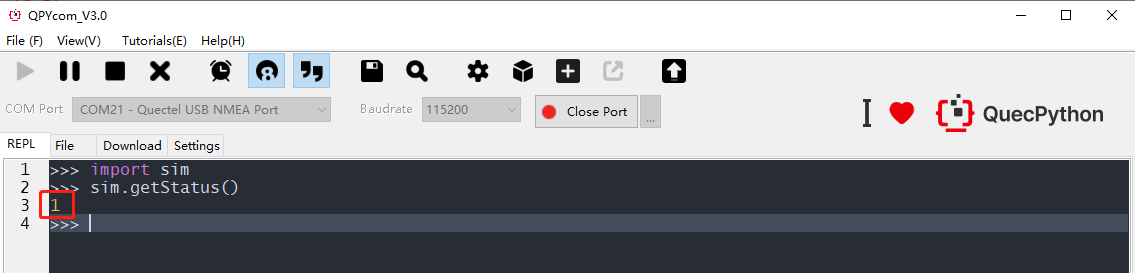 QPYcom_V3.0
File (F) View(V) Tutorials(E) Help(H)
COM Port COM21 - Quectel USB NMEA Port Baudrate 115200 Close Port ... QuecPython
REPL File Download Settings
1 >>> import sim
2 >>> sim.getStatus()
3 1
4 >>>